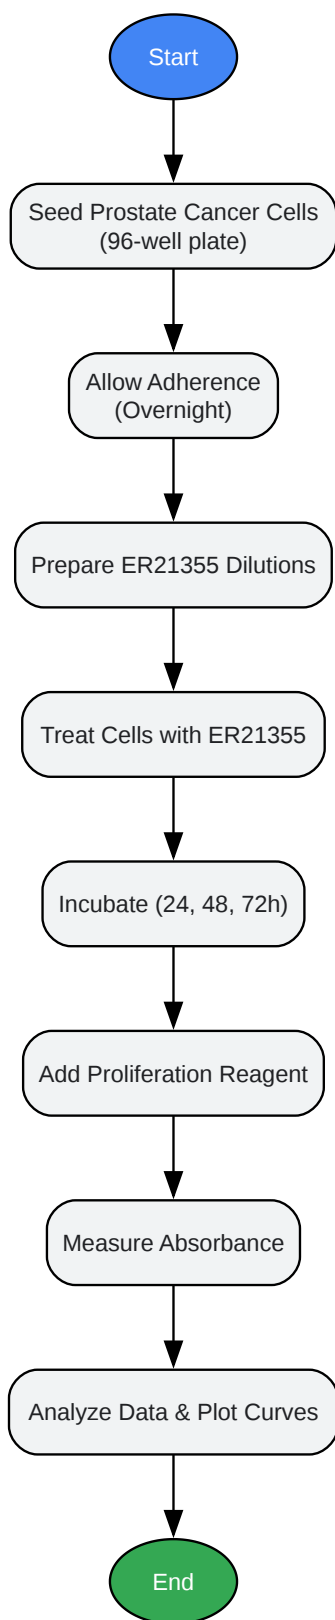 Start
Seed Prostate Cancer Cells
(96-well plate)
Allow Adherence
(Overnight)
Prepare ER21355 Dilutions
Treat Cells with ER21355
Incubate (24, 48, 72h)
Add Proliferation Reagent
Measure Absorbance
Analyze Data & Plot Curves
End